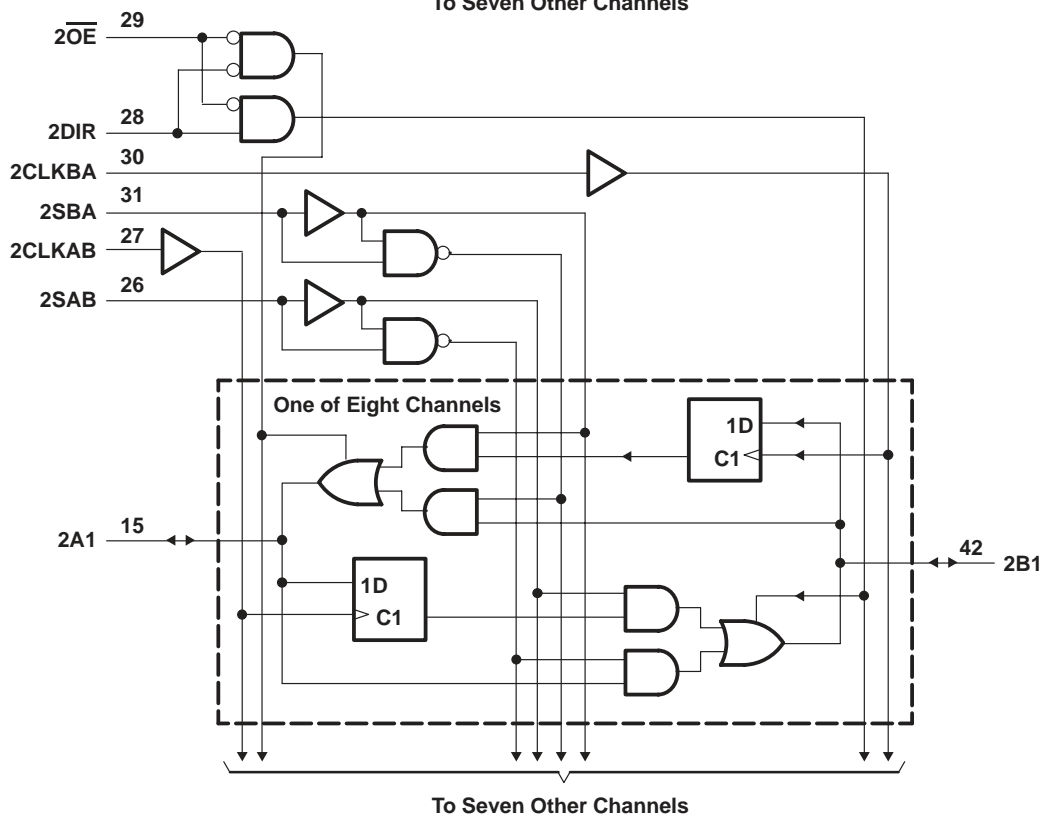 To Seven Other Channels
2O̅E̅ 29
2DIR 28
2CLKBA 30
2SBA 31
2CLKAB 27
2SAB 26
One of Eight Channels
1D
C1
2A1 15
42 2B1
1D
C1
To Seven Other Channels